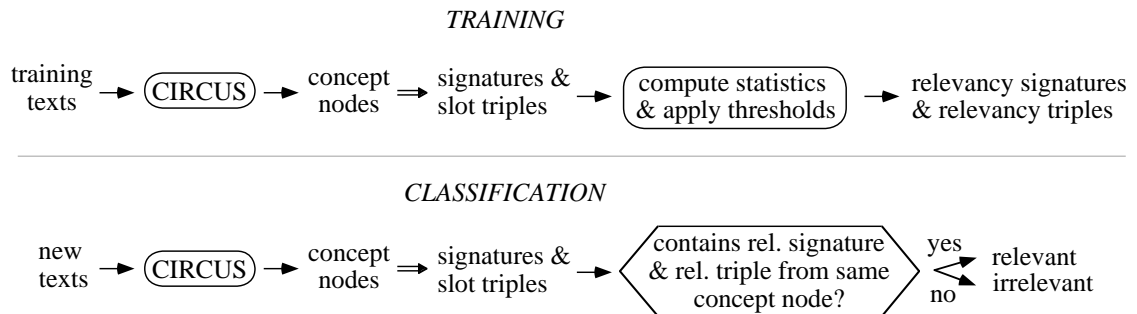 TRAINING
training texts
CIRCUS
concept nodes
signatures & slot triples
compute statistics & apply thresholds
relevancy signatures & relevancy triples
CLASSIFICATION
new texts
CIRCUS
concept nodes
signatures & slot triples
contains rel. signature & rel. triple from same concept node?
yes
no
relevant
irrelevant